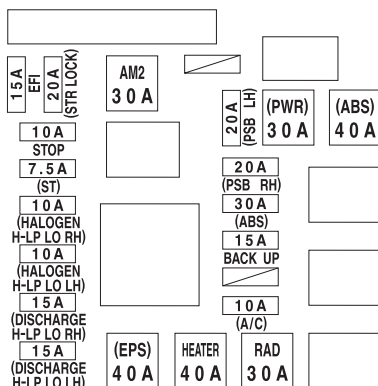 15A
EFI
20A
(STR LOCK)
AM2
30A
20A
(PSB LH)
(PWR)
30A
(ABS)
40A
10A
STOP
7.5A
(ST)
10A
(HALOGEN
H-LP LO RH)
10A
(HALOGEN
H-LP LO LH)
15A
(DISCHARGE
H-LP LO RH)
15A
(DISCHARGE
H-LP LO LH)
20A
(PSB RH)
30A
(ABS)
15A
BACK UP
10A
(A/C)
(EPS)
40A
HEATER
40A
RAD
30A